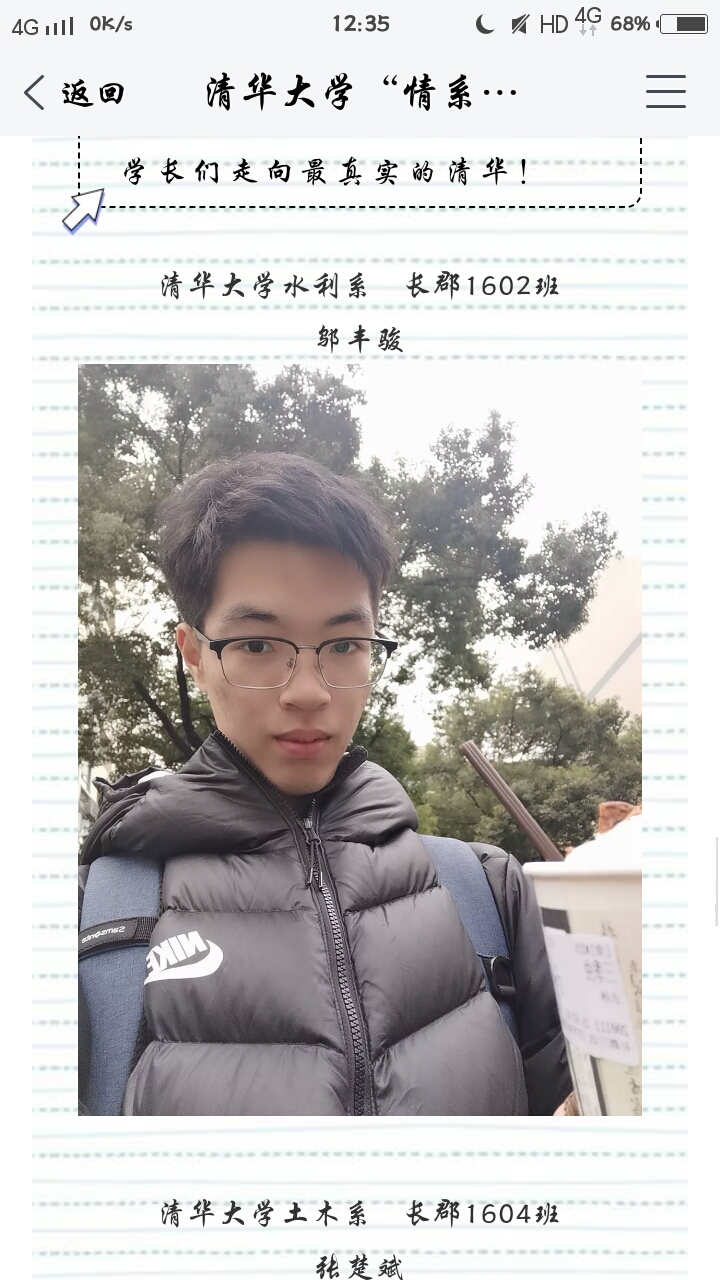 4G 0K/s 12:35 HD 4G 68%
返回 清华大学“情系…
学长们走向最真实的清华！
清华大学水利系 长郡1602班
邬丰骏
Samsonite
NIKE
清华大学土木系 长郡1604班
张楚斌